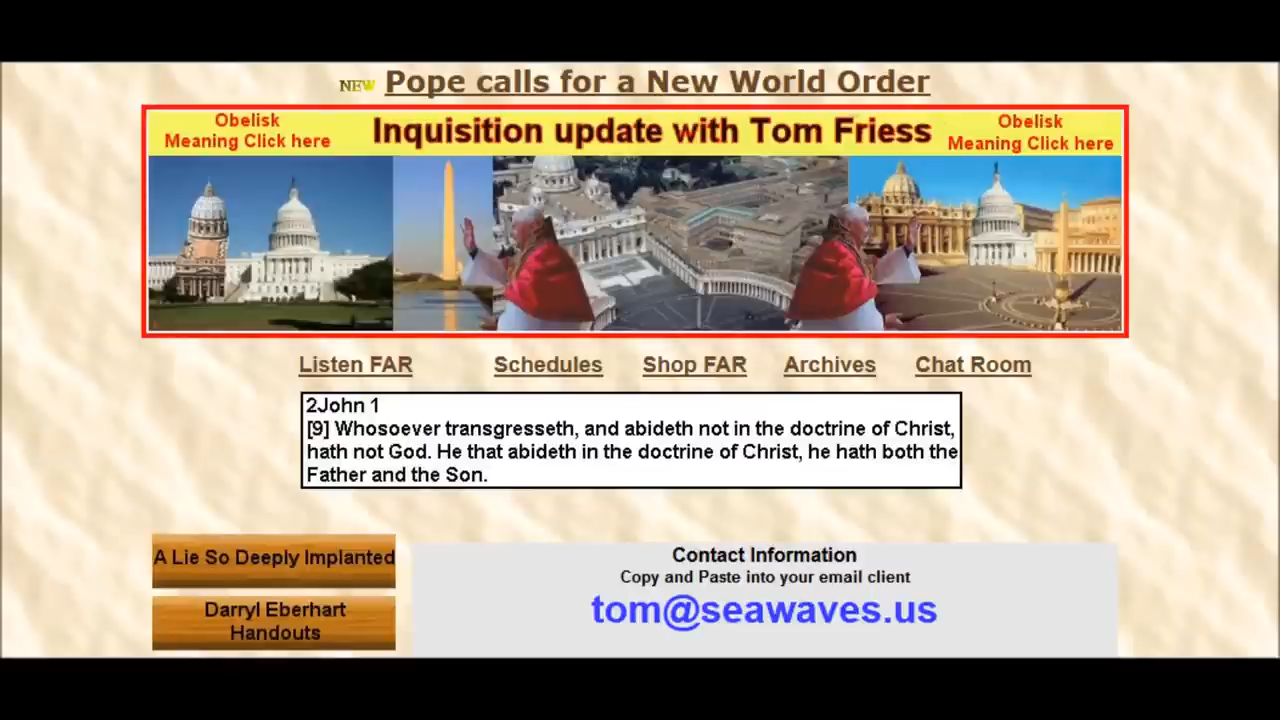 NEW Pope calls for a New World Order
Obelisk
Meaning Click here
Inquisition update with Tom Friess
Obelisk
Meaning Click here
Listen FAR
Schedules
Shop FAR
Archives
Chat Room
2John 1
[9] Whosoever transgresseth, and abideth not in the doctrine of Christ,
hath not God. He that abideth in the doctrine of Christ, he hath both the
Father and the Son.
A Lie So Deeply Implanted
Darryl Eberhart
Handouts
Contact Information
Copy and Paste into your email client
tom@seawaves.us